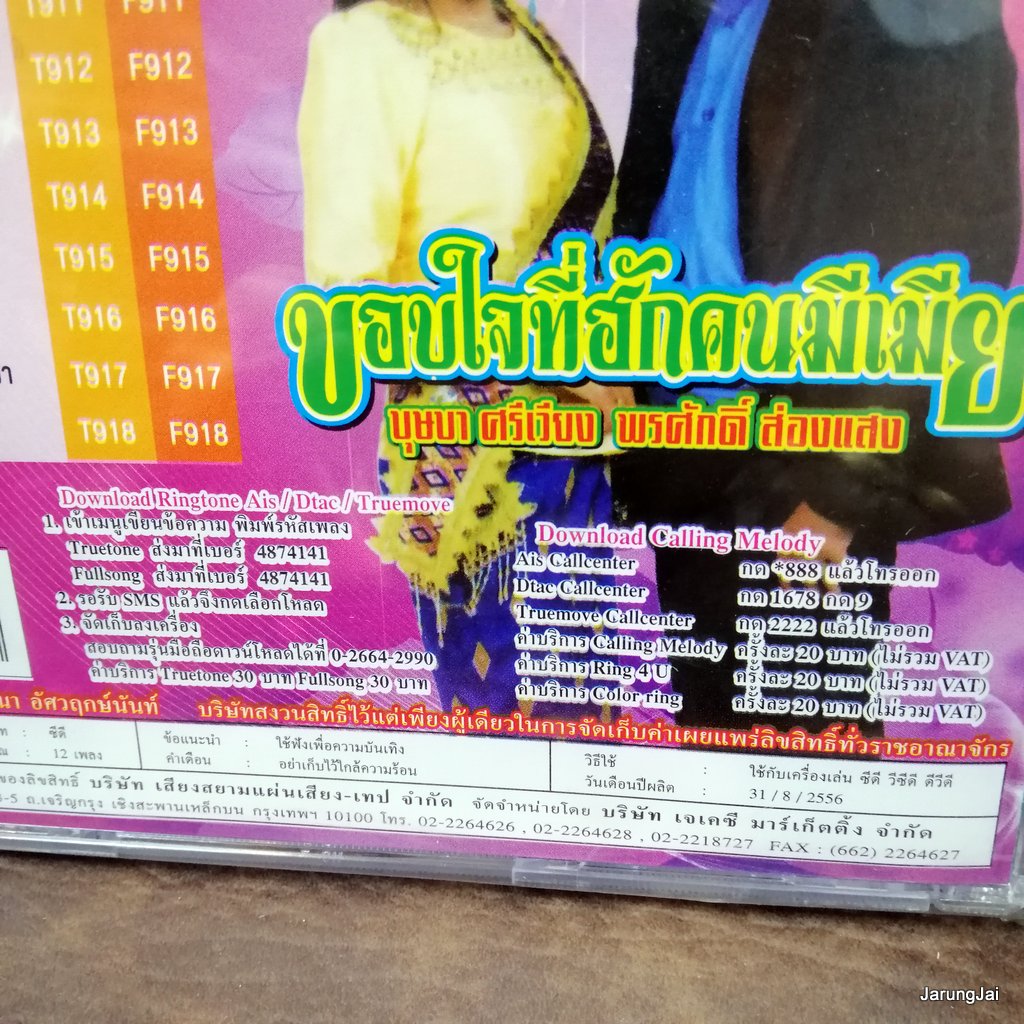 T911 F911
T912 F912
T913 F913
T914 F914
T915 F915
T916 F916
T917 F917
T918 F918
ขอบใจที่ฮักคนมีเมีย
บุษบา ศรีเวียง พรศักดิ์ ส่องแสง
Download Ringtone Ais / Dtac / Truemove
1. เข้าเมนูเขียนข้อความ พิมพ์รหัสเพลง
Truetone ส่งมาที่เบอร์ 4874141
Fullsong ส่งมาที่เบอร์ 4874141
2. รอรับ SMS แล้วจึงกดเลือกโหลด
3. จัดเก็บลงเครื่อง
สอบถามรุ่นมือถือดาวน์โหลดได้ที่ 0-2664-2990
ค่าบริการ Truetone 30 บาท Fullsong 30 บาท
Download Calling Melody
Ais Callcenter กด *888 แล้วโทรออก
Dtac Callcenter กด 1678 กด 9
Truemove Callcenter กด 2222 แล้วโทรออก
ค่าบริการ Calling Melody ครั้งละ 20 บาท (ไม่รวม VAT)
ค่าบริการ Ring 4 U ครั้งละ 20 บาท (ไม่รวม VAT)
ค่าบริการ Color ring ครั้งละ 20 บาท (ไม่รวม VAT)
อัศวฤกษ์นันท์ บริษัทสงวนสิทธิ์ไว้แต่เพียงผู้เดียวในการจัดเก็บค่าเผยแพร่ลิขสิทธิ์ทั่วราชอาณาจักร
: ซีดี ข้อแนะนำ : ใช้ฟังเพื่อความบันเทิง วิธีใช้ : ใช้กับเครื่องเล่น ซีดี วีซีดี ดีวีดี
: 12 เพลง คำเตือน : อย่าเก็บไว้ใกล้ความร้อน วันเดือนปีผลิต : 31 / 8 / 2556
ของลิขสิทธิ์ บริษัท เสียงสยามแผ่นเสียง-เทป จำกัด จัดจำหน่ายโดย บริษัท เจเคซี มาร์เก็ตติ้ง จำกัด
ถ.เจริญกรุง เชิงสะพานเหล็กบน กรุงเทพฯ 10100 โทร. 02-2264626 , 02-2264628 , 02-2218727 FAX : (662) 2264627
JarungJai